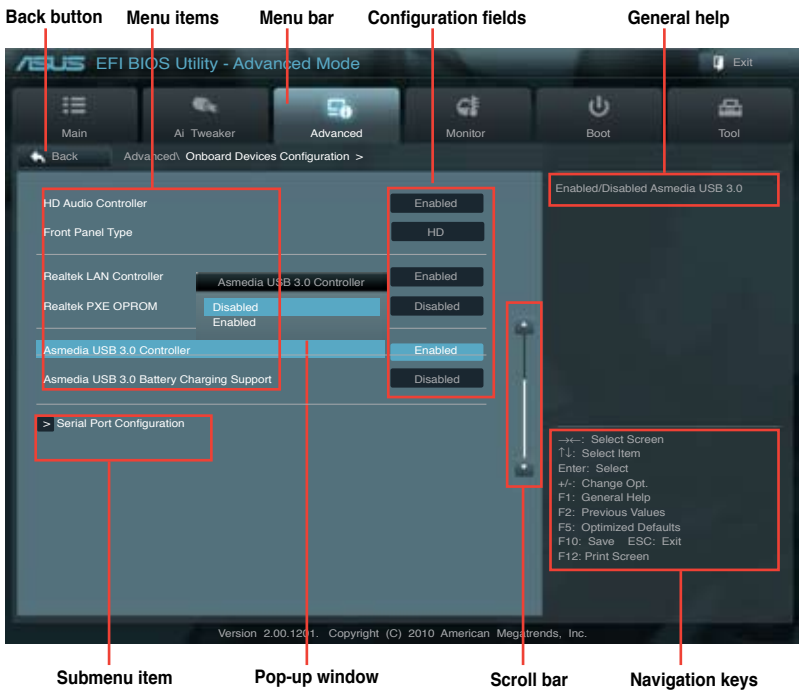 Back button Menu items Menu bar Configuration fields General help
ASUS EFI BIOS Utility - Advanced Mode Exit
Main Ai Tweaker Advanced Monitor Boot Tool
Back Advanced\ Onboard Devices Configuration >
Enabled/Disabled Asmedia USB 3.0
HD Audio Controller Enabled
Front Panel Type HD
Realtek LAN Controller Enabled
Asmedia USB 3.0 Controller
Realtek PXE OPROM Disabled
Disabled
Enabled
Asmedia USB 3.0 Controller Enabled
Asmedia USB 3.0 Battery Charging Support Disabled
> Serial Port Configuration
→←: Select Screen
↑↓: Select Item
Enter: Select
+/-: Change Opt.
F1: General Help
F2: Previous Values
F5: Optimized Defaults
F10: Save ESC: Exit
F12: Print Screen
Version 2.00.1201. Copyright (C) 2010 American Megatrends, Inc.
Submenu item Pop-up window Scroll bar Navigation keys